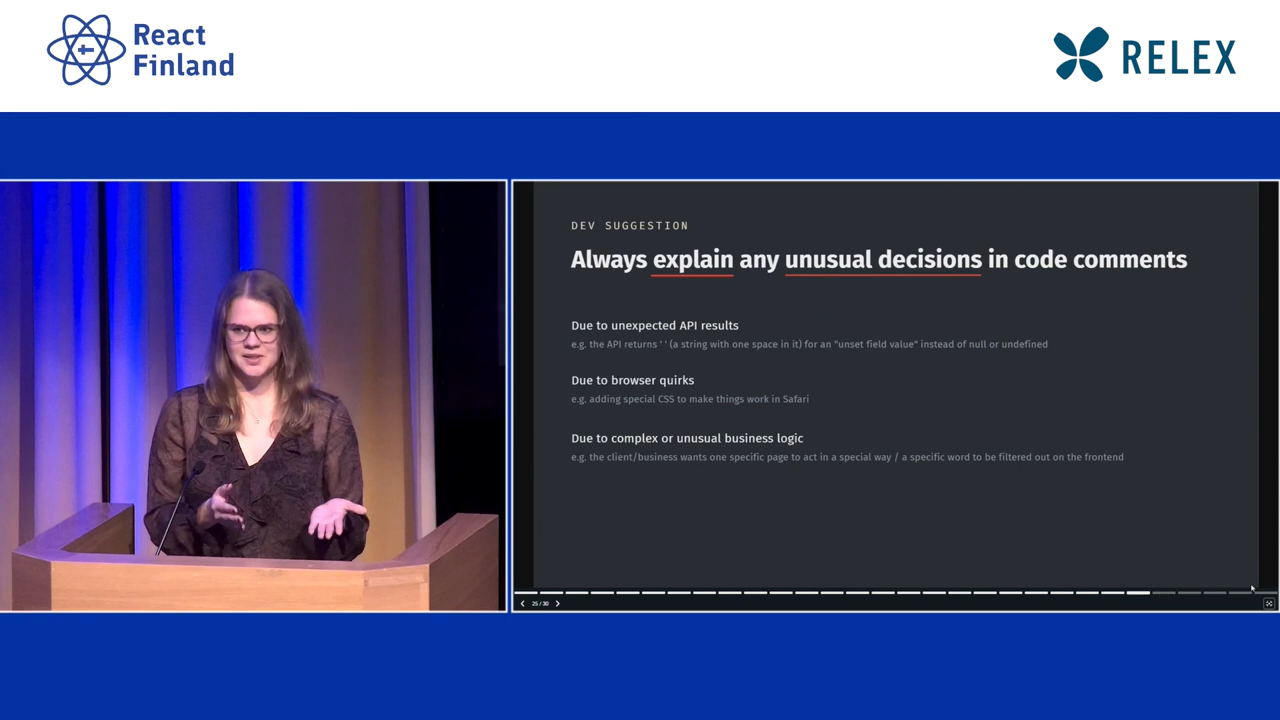 React
Finland
RELEX
DEV SUGGESTION
Always explain any unusual decisions in code comments
Due to unexpected API results
e.g. the API returns ' ' (a string with one space in it) for an "unset field value" instead of null or undefined
Due to browser quirks
e.g. adding special CSS to make things work in Safari
Due to complex or unusual business logic
e.g. the client/business wants one specific page to act in a special way / a specific word to be filtered out on the frontend
25 / 30